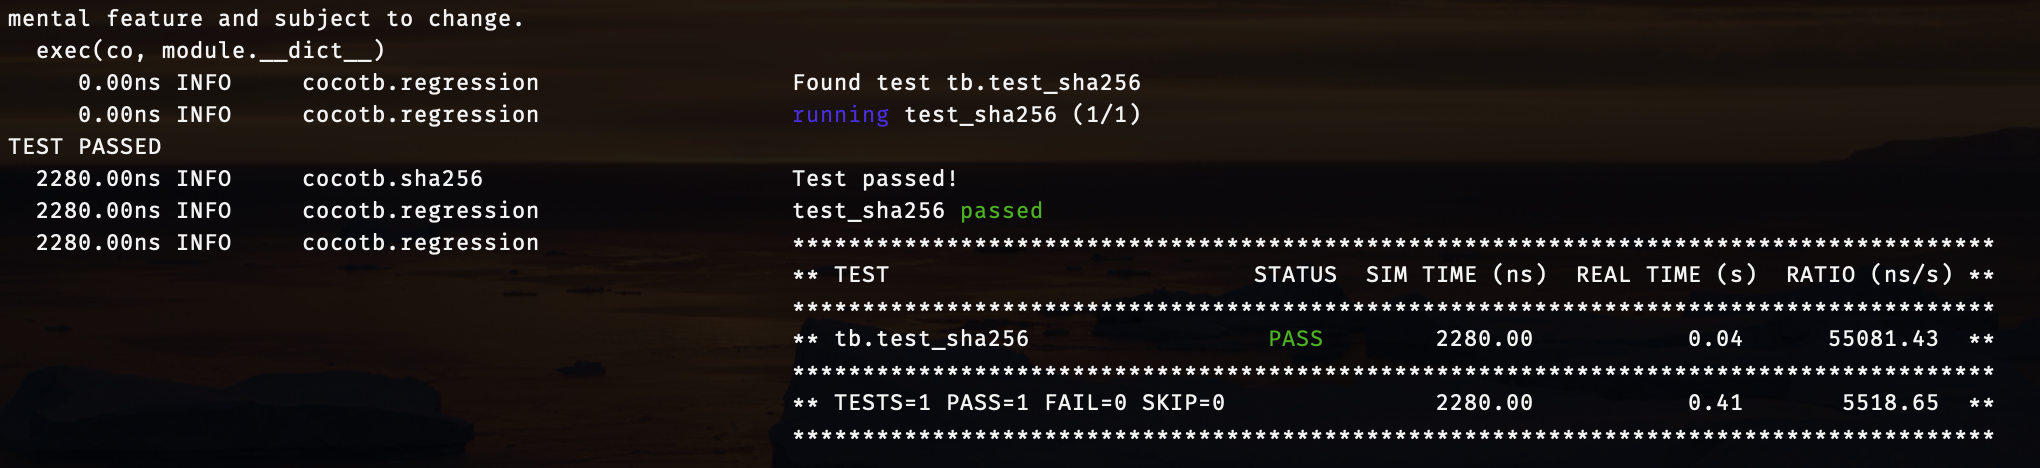 mental feature and subject to change.
  exec(co, module.__dict__)
     0.00ns INFO     cocotb.regression                  Found test tb.test_sha256
     0.00ns INFO     cocotb.regression                  running test_sha256 (1/1)
TEST PASSED
  2280.00ns INFO     cocotb.sha256                      Test passed!
  2280.00ns INFO     cocotb.regression                  test_sha256 passed
  2280.00ns INFO     cocotb.regression                  **************************************************************************************
                                                        ** TEST                          STATUS  SIM TIME (ns)  REAL TIME (s)  RATIO (ns/s) **
                                                        **************************************************************************************
                                                        ** tb.test_sha256                 PASS        2280.00           0.04      55081.43  **
                                                        **************************************************************************************
                                                        ** TESTS=1 PASS=1 FAIL=0 SKIP=0               2280.00           0.41       5518.65  **
                                                        **************************************************************************************